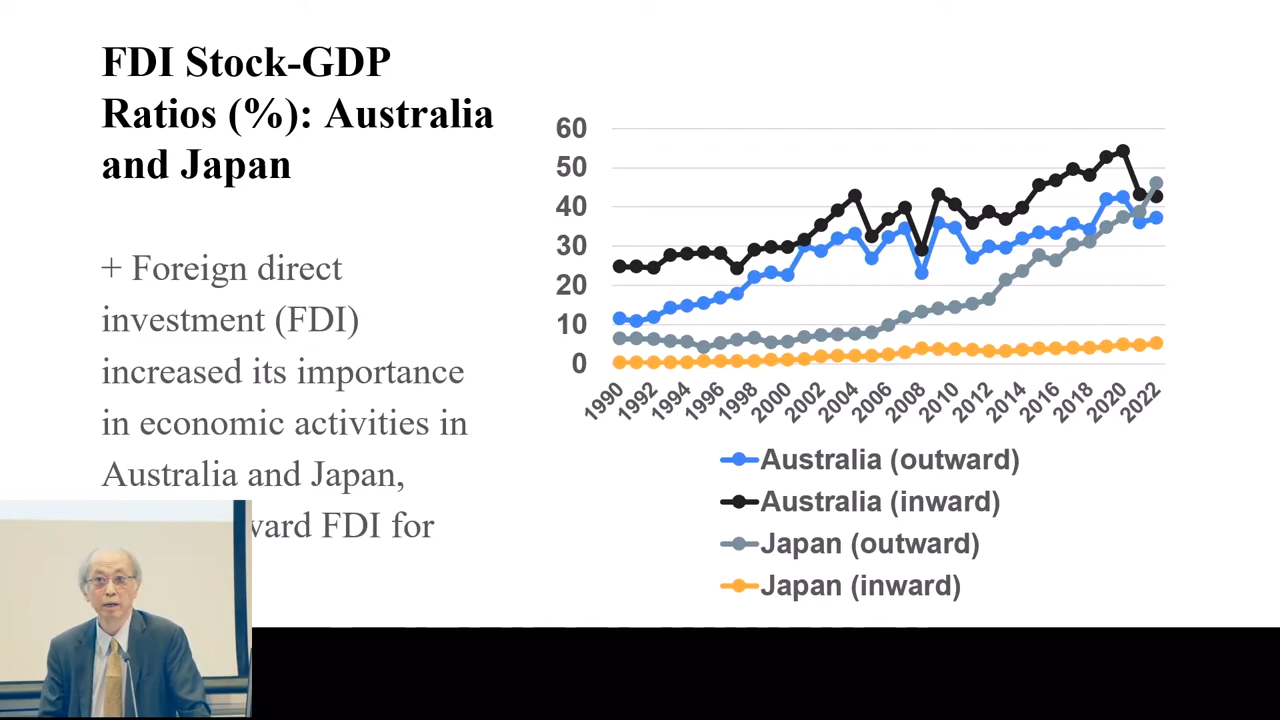 FDI Stock-GDP
Ratios (%): Australia
and Japan
+ Foreign direct
investment (FDI)
increased its importance
in economic activities in
Australia and Japan,
FDI for
60
50
40
30
20
10
0
1990
1992
1994
1996
1998
2000
2002
2004
2006
2008
2010
2012
2014
2016
2018
2020
2022
Australia (outward)
Australia (inward)
Japan (outward)
Japan (inward)